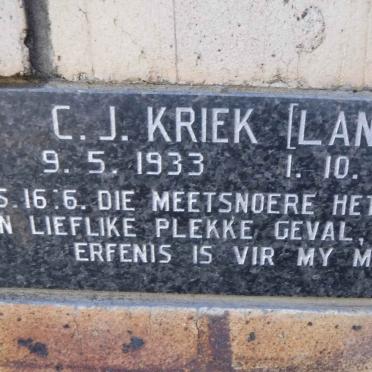 C. J. KRIEK [LAN
9. 5. 1933 1. 10.
S. 16:6. DIE MEETSNOERE HET
N LIEFLIKE PLEKKE GEVAL,
ERFENIS IS VIR MY M